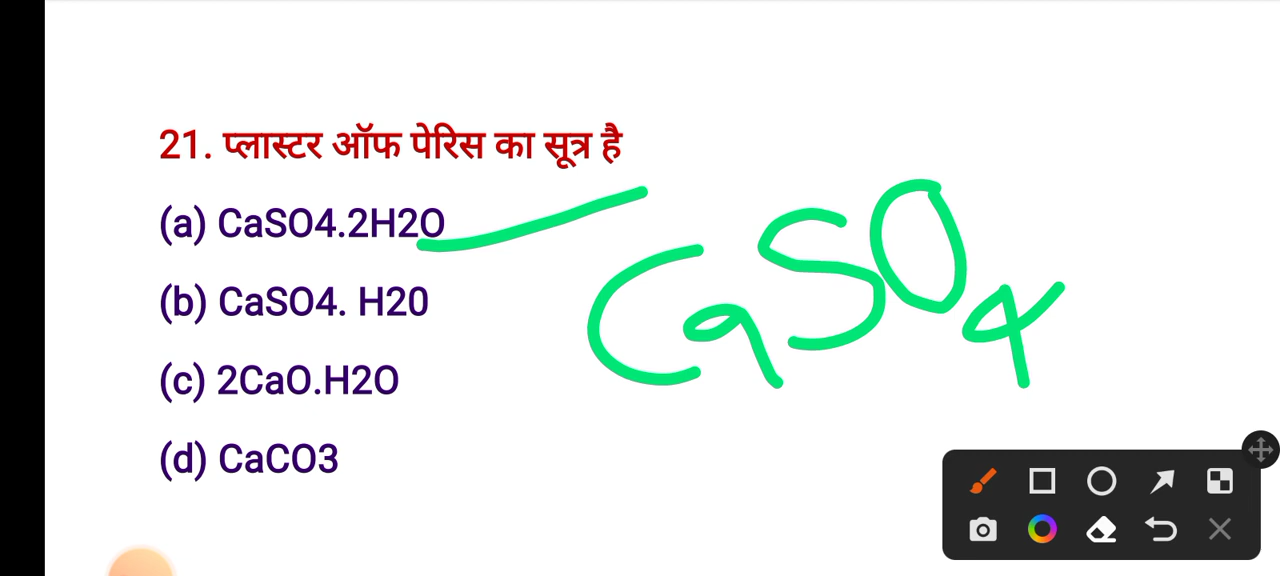 21. प्लास्टर ऑफ पेरिस का सूत्र है
(a) CaSO4.2H2O
(b) CaSO4. H20
(c) 2CaO.H2O
(d) CaCO3
CaSO4